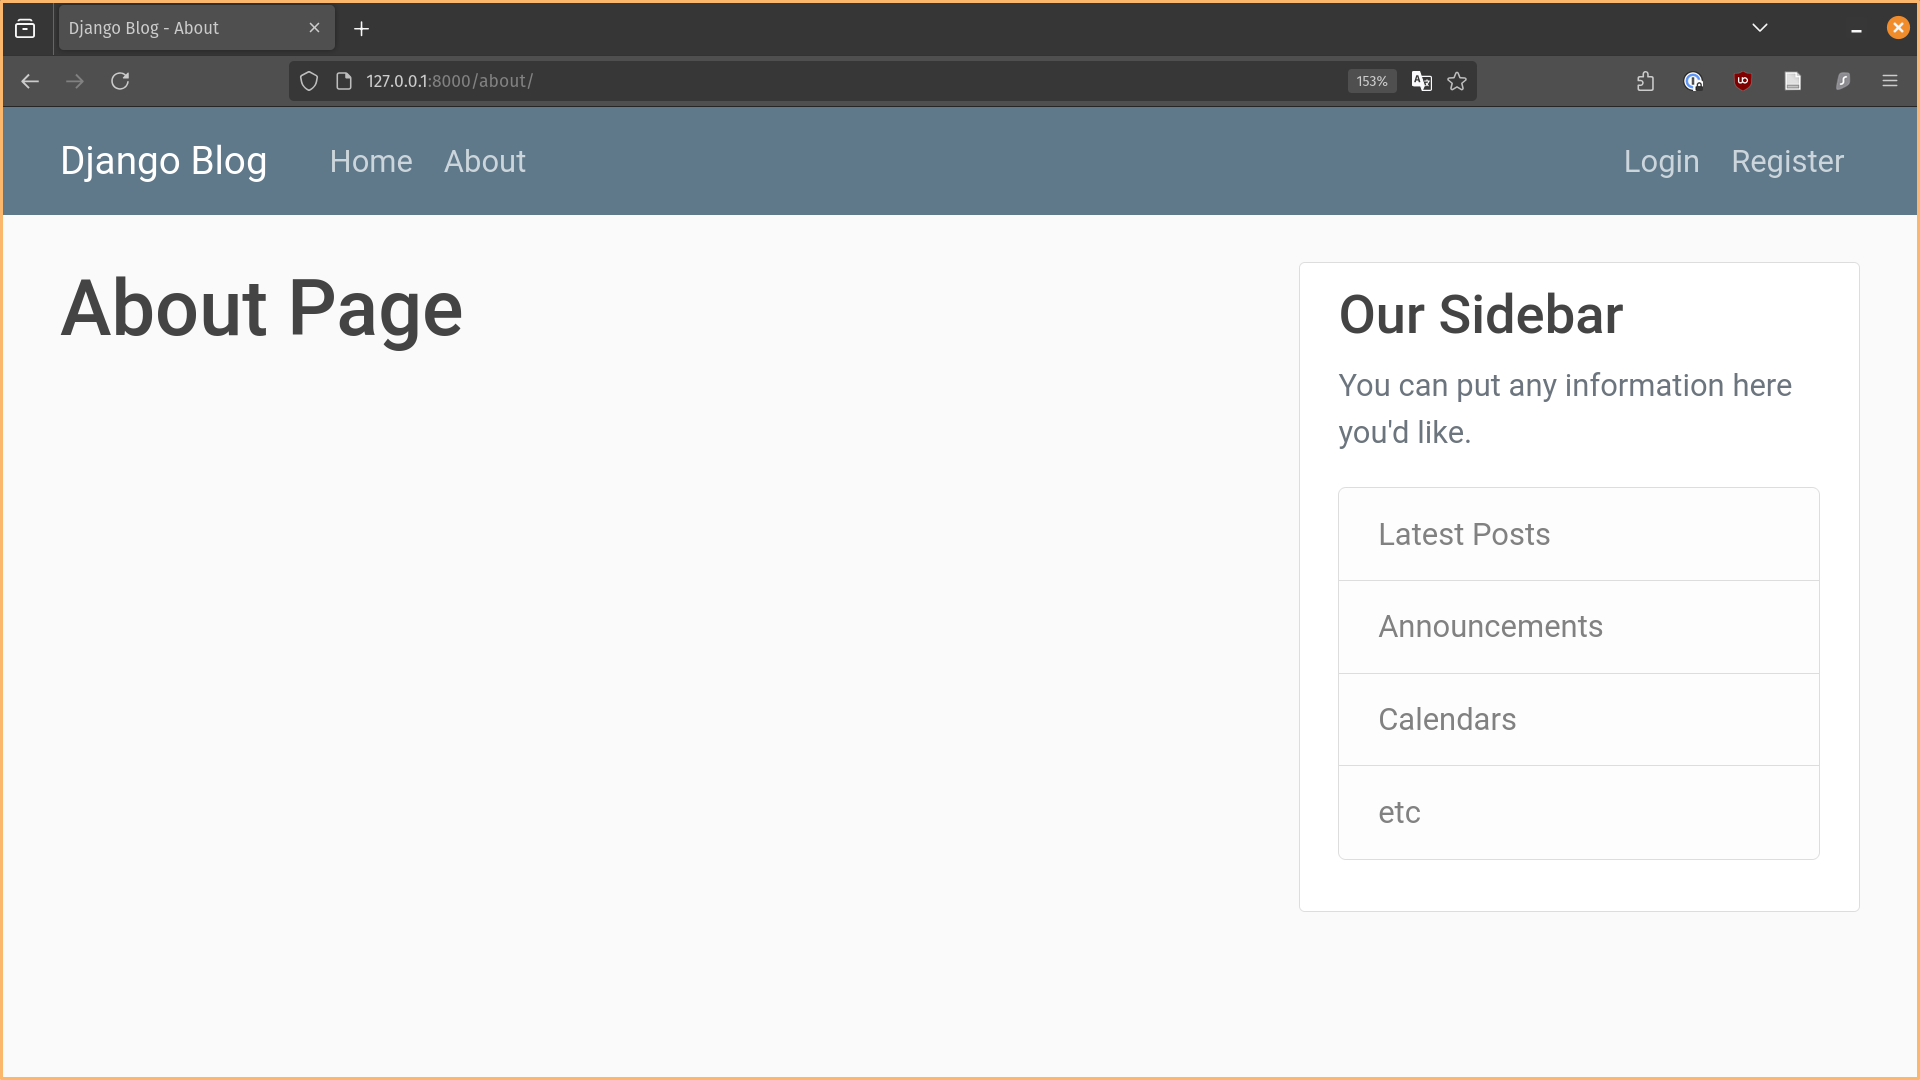 Django Blog - About
127.0.0.1:8000/about/
153%
Django Blog
Home
About
Login
Register
About Page
Our Sidebar
You can put any information here
you'd like.
Latest Posts
Announcements
Calendars
etc